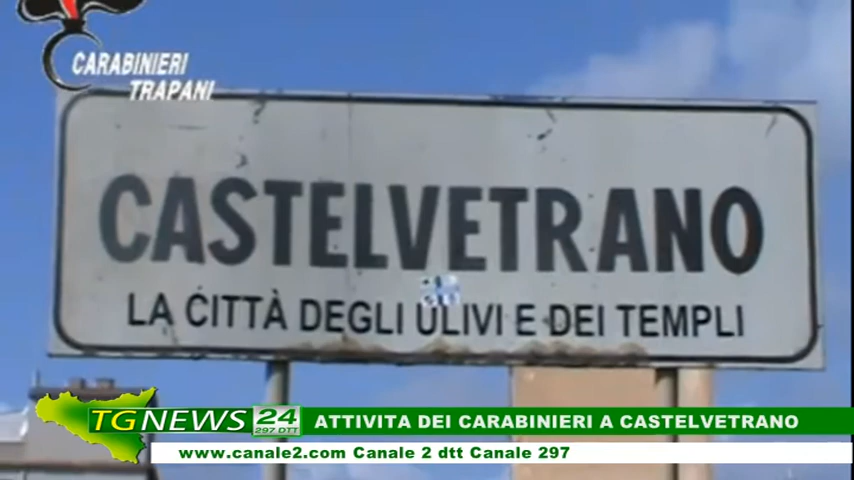 CARABINIERI
TRAPANI
CASTELVETRANO
LA CITTÀ DEGLI ULIVI E DEI TEMPLI
TGNEWS 24
297 DTT
ATTIVITA DEI CARABINIERI A CASTELVETRANO
www.canale2.com Canale 2 dtt Canale 297